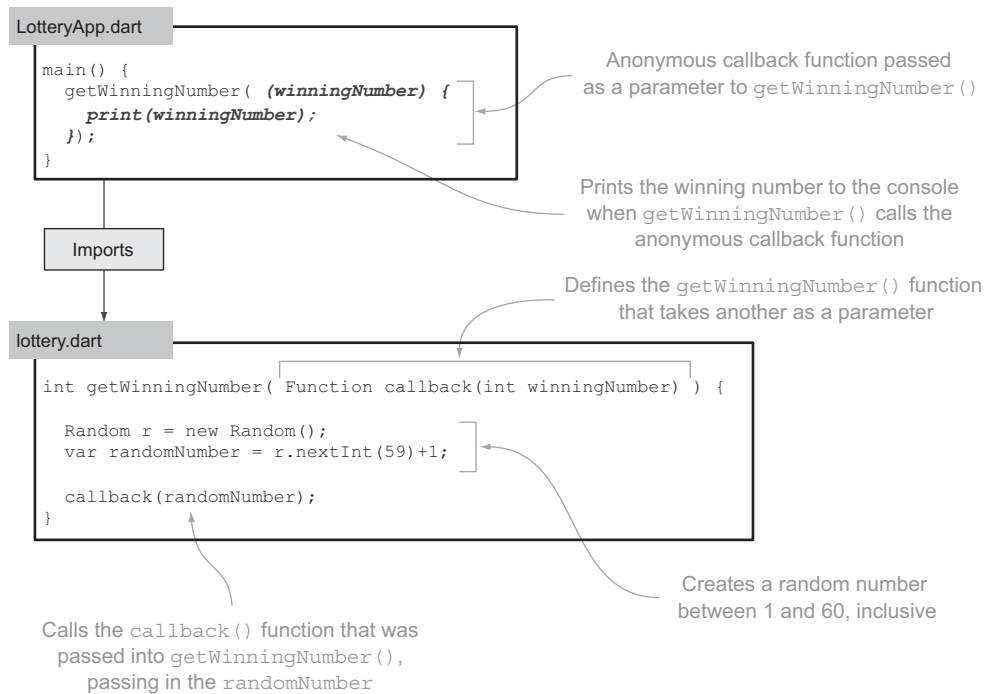 LotteryApp.dart
main() {
getWinningNumber( (winningNumber) {
print(winningNumber);
});
}
Anonymous callback function passed
as a parameter to getWinningNumber()
Prints the winning number to the console
when getWinningNumber() calls the
anonymous callback function
Imports
Defines the getWinningNumber() function
that takes another as a parameter
lottery.dart
int getWinningNumber( Function callback(int winningNumber) ) {
Random r = new Random();
var randomNumber = r.nextInt(59)+1;
callback(randomNumber);
}
Creates a random number
between 1 and 60, inclusive
Calls the callback() function that was
passed into getWinningNumber(),
passing in the randomNumber